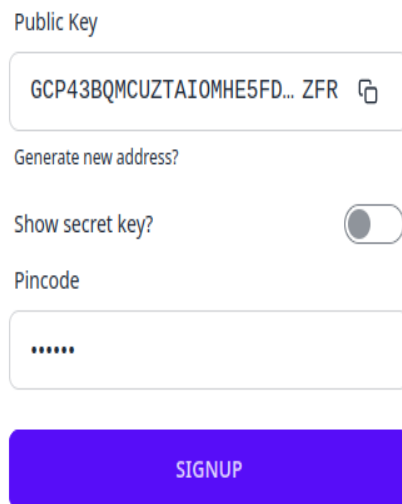 Public Key
GCP43BQMCUZTAIOMHE5FD… ZFR
Generate new address?
Show secret key?
Pincode
••••••
SIGNUP